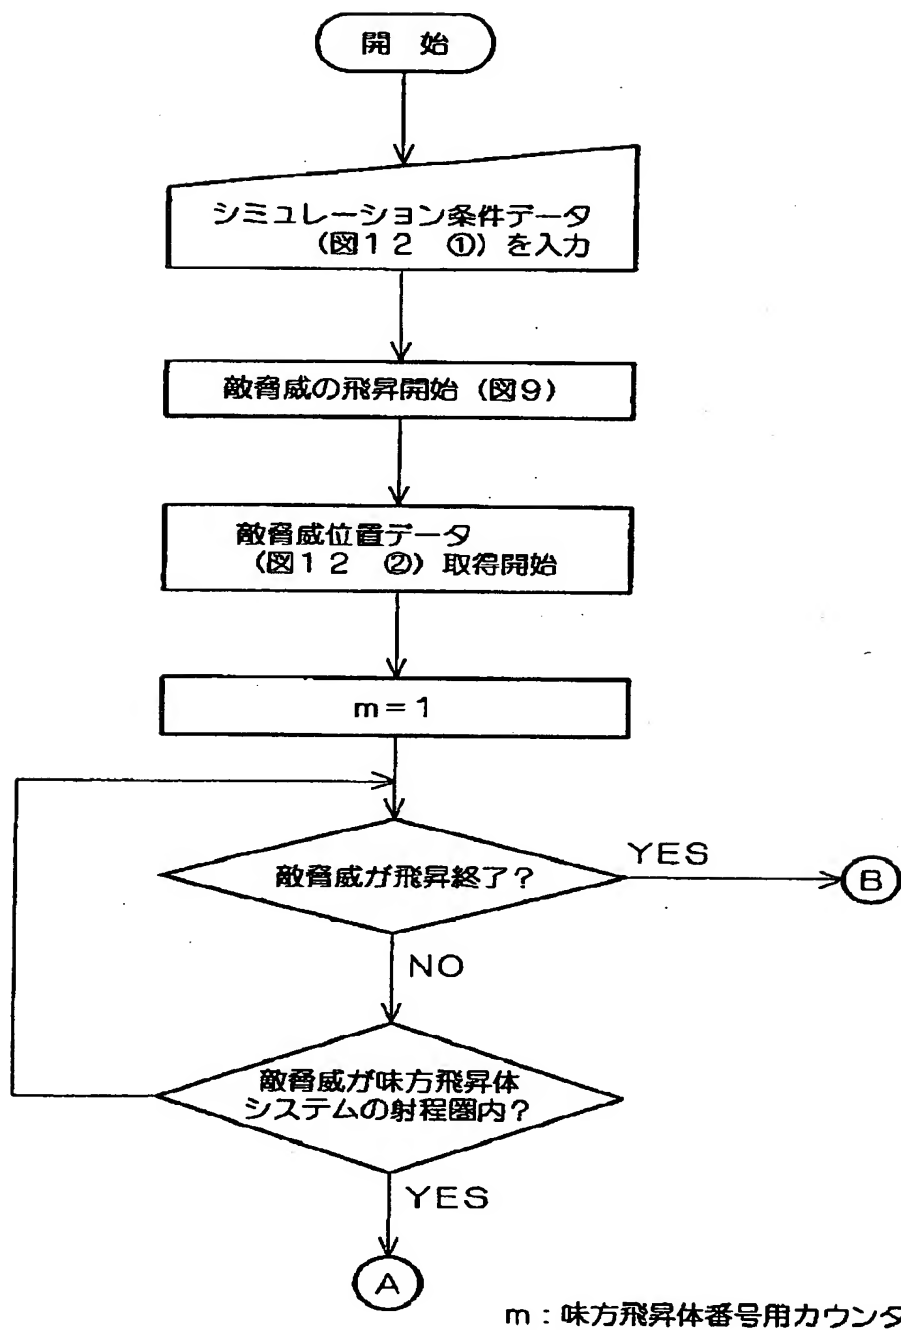 開 始
シミュレーション条件データ
(図12 ①)を入力
敵脅威の飛昇開始(図9)
敵脅威位置データ
(図12 ②)取得開始
m=1
敵脅威が飛昇終了?
YES
B
NO
敵脅威が味方飛昇体
システムの射程圏内?
YES
A
m:味方飛昇体番号用カウンタ